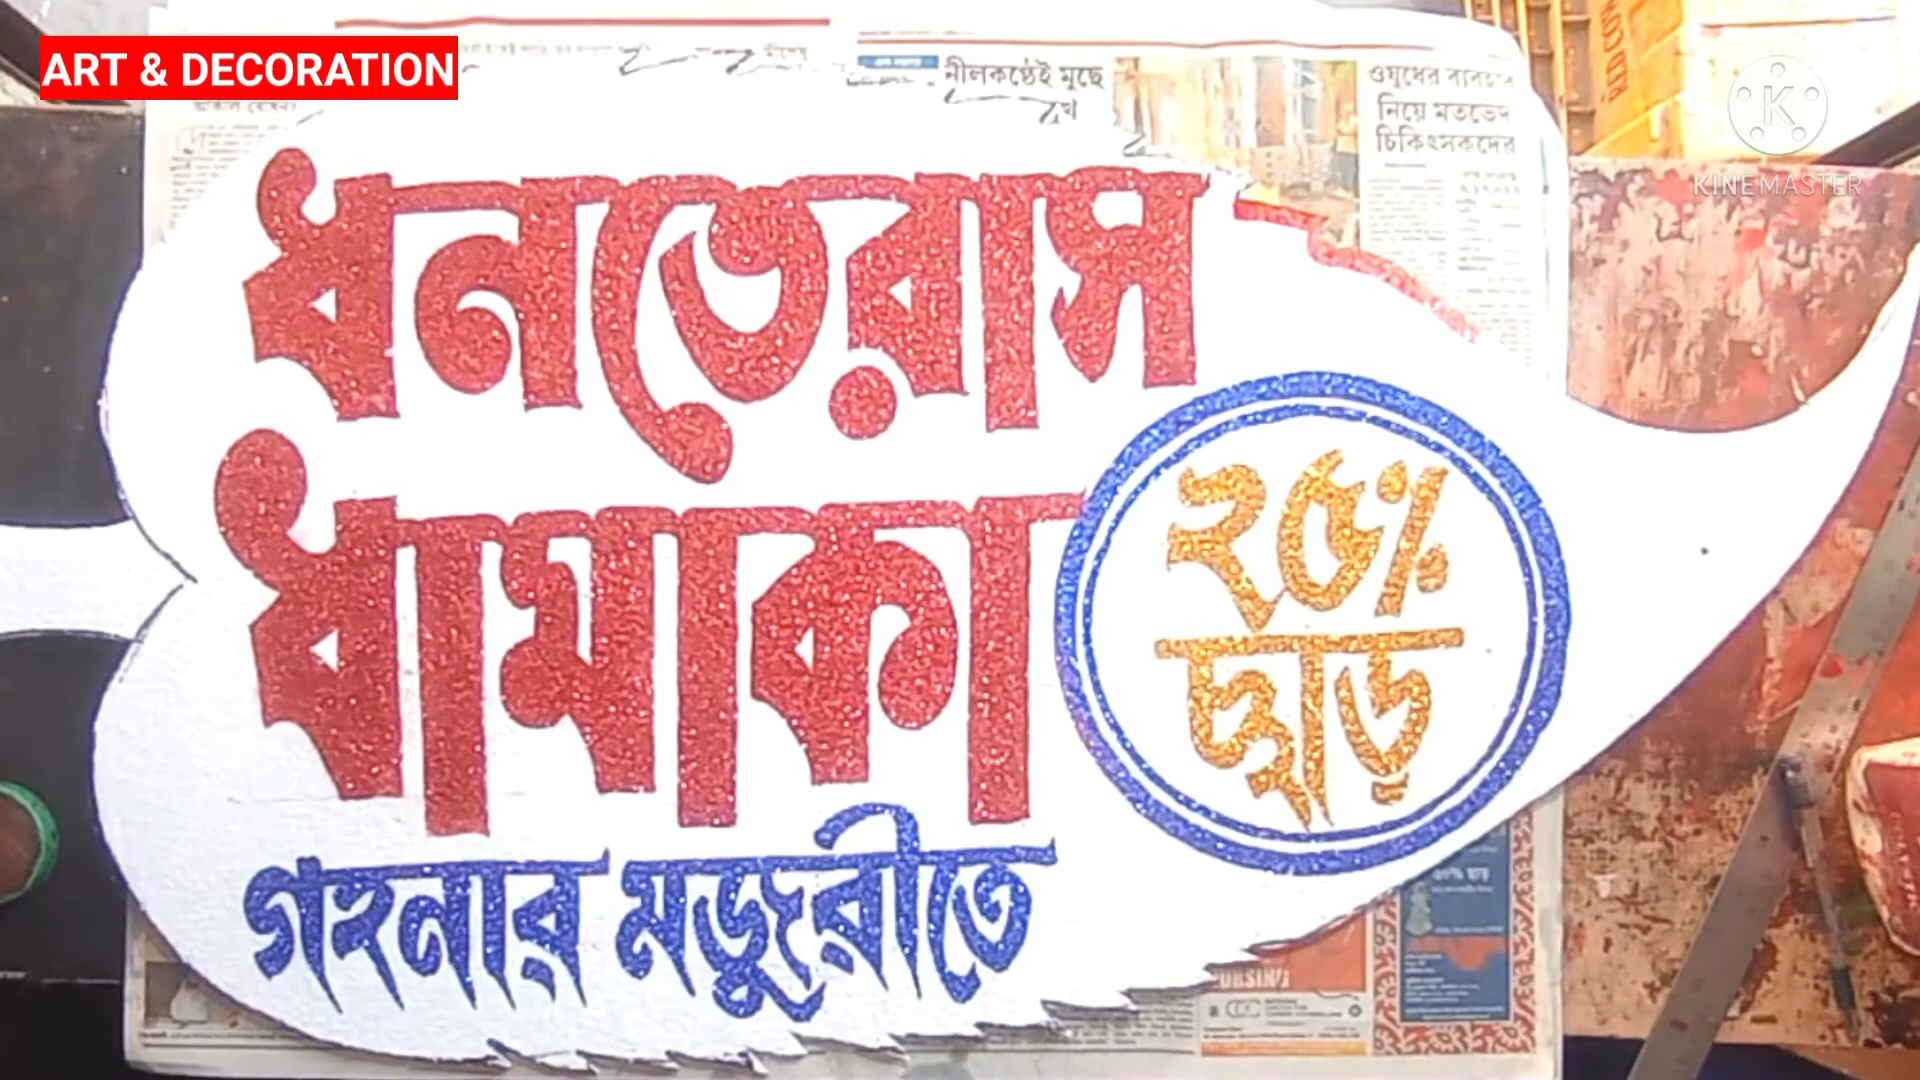 ART & DECORATION
নীলকণ্ঠেই মুছে
ওষুধের ব্যবহার
নিয়ে মতভেদ
চিকিৎসকদের
KINEMASTER
ধনতেরাস
ধামাকা
২৫%
ছাড়
গহনার মজুরীতে